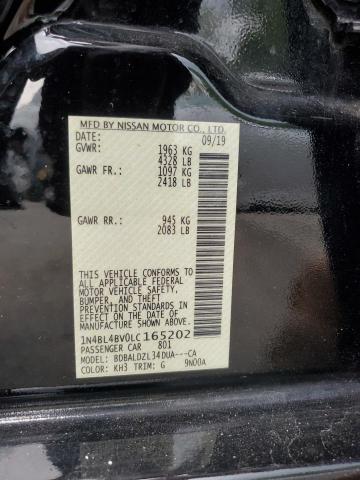 MFD BY NISSAN MOTOR CO., LTD.
DATE: 09/19
GVWR: 1963 KG
4328 LB
GAWR FR.: 1097 KG
2418 LB
GAWR RR.: 945 KG
2083 LB
THIS VEHICLE CONFORMS TO
ALL APPLICABLE FEDERAL
MOTOR VEHICLE SAFETY,
BUMPER, AND THEFT
PREVENTION STANDARDS IN
EFFECT ON THE DATE OF
MANUFACTURE SHOWN ABOVE.
1N4BL4BV0LC165202
PASSENGER CAR 801
MODEL: BDBALDZL34DUA---CA
COLOR: KH3 TRIM: G 9N00A